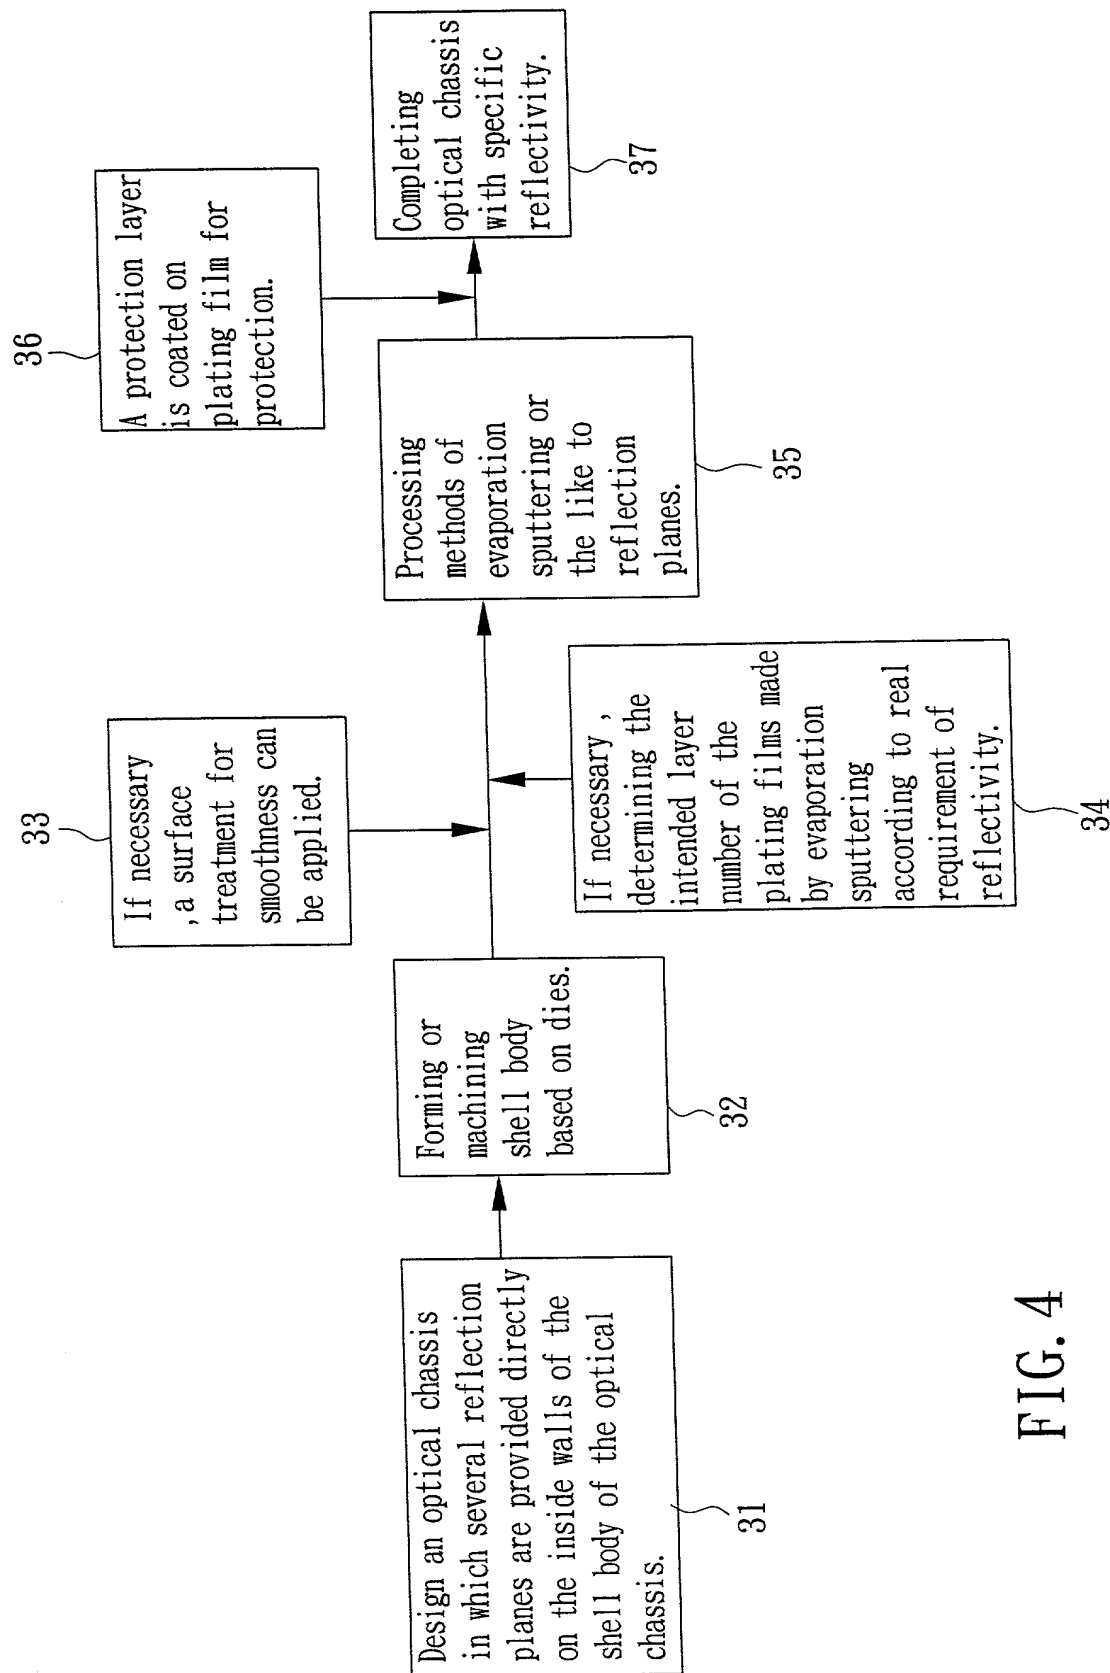 Design an optical chassis
in which several reflection
planes are provided directly
on the inside walls of the
shell body of the optical
chassis.
31
Forming or
machining
shell body
based on dies.
32
If necessary
,a surface
treatment for
smoothness can
be applied.
33
If necessary,
determining the
intended layer
number of the
plating films made
by evaporation
sputtering
according to real
requirement of
reflectivity.
34
Processing
methods of
evaporation
sputtering or
the like to
reflection
planes.
35
A protection layer
is coated on
plating film for
protection.
36
Completing
optical chassis
with specific
reflectivity.
37
FIG. 4